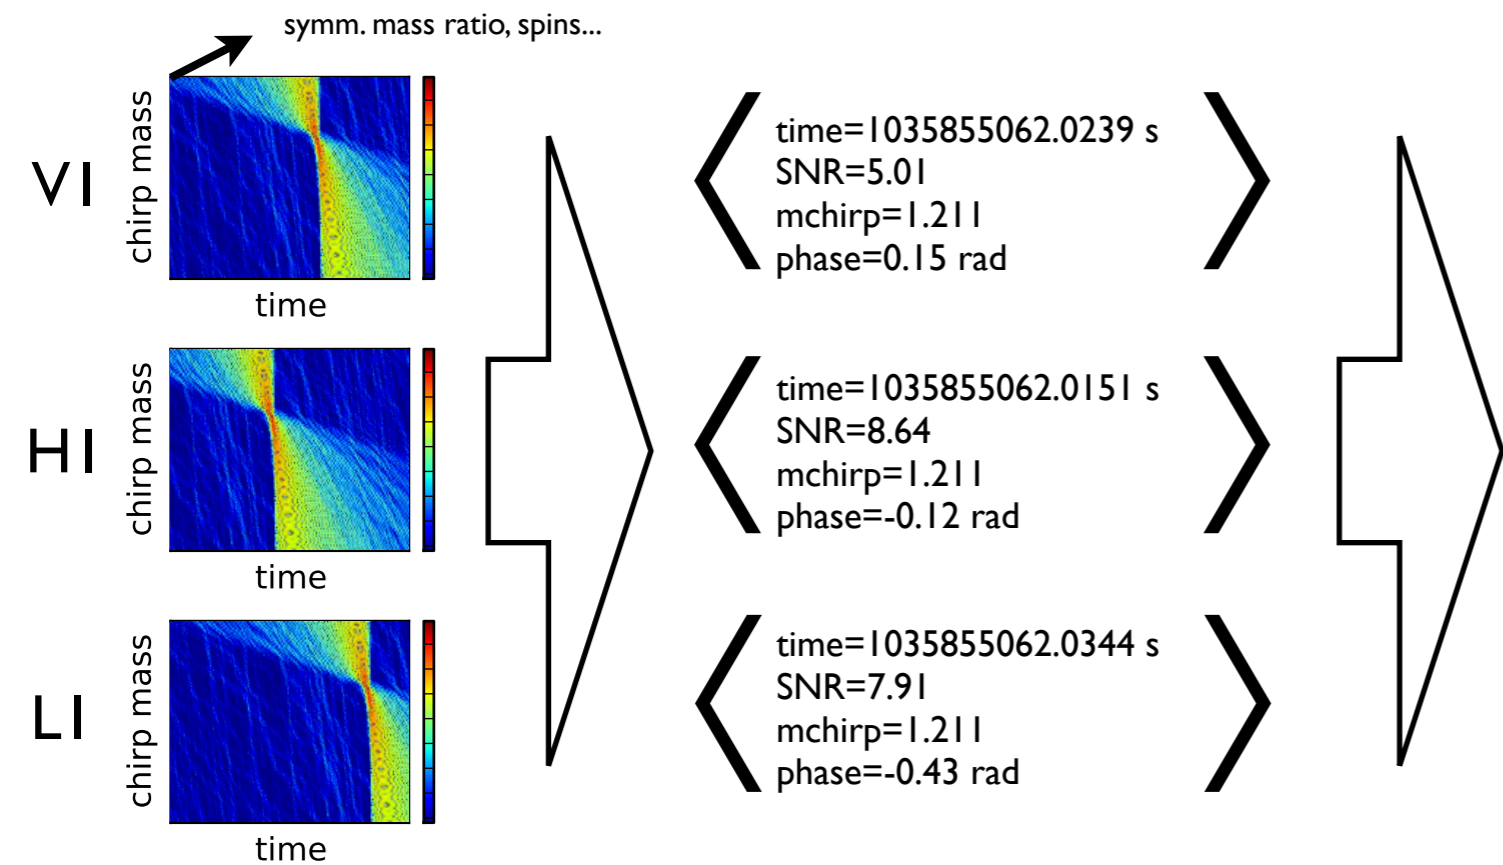 symm. mass ratio, spins...
V1
chirp mass
time
time=1035855062.0239 s
SNR=5.01
mchirp=1.211
phase=0.15 rad
H1
chirp mass
time
time=1035855062.0151 s
SNR=8.64
mchirp=1.211
phase=-0.12 rad
L1
chirp mass
time
time=1035855062.0344 s
SNR=7.91
mchirp=1.211
phase=-0.43 rad